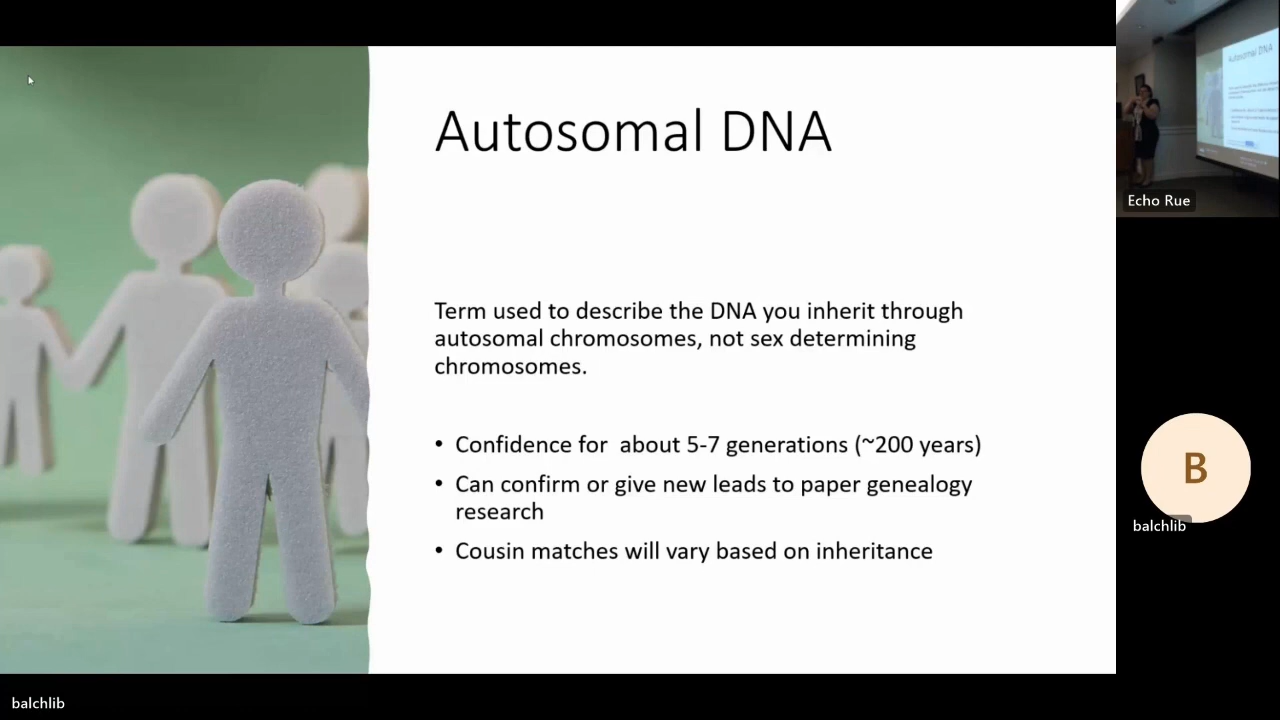 Autosomal DNA
Term used to describe the DNA you inherit through
autosomal chromosomes, not sex determining
chromosomes.
• Confidence for  about 5-7 generations (~200 years)
• Can confirm or give new leads to paper genealogy
research
• Cousin matches will vary based on inheritance
Autosomal DNA
Echo Rue
B
balchlib
balchlib